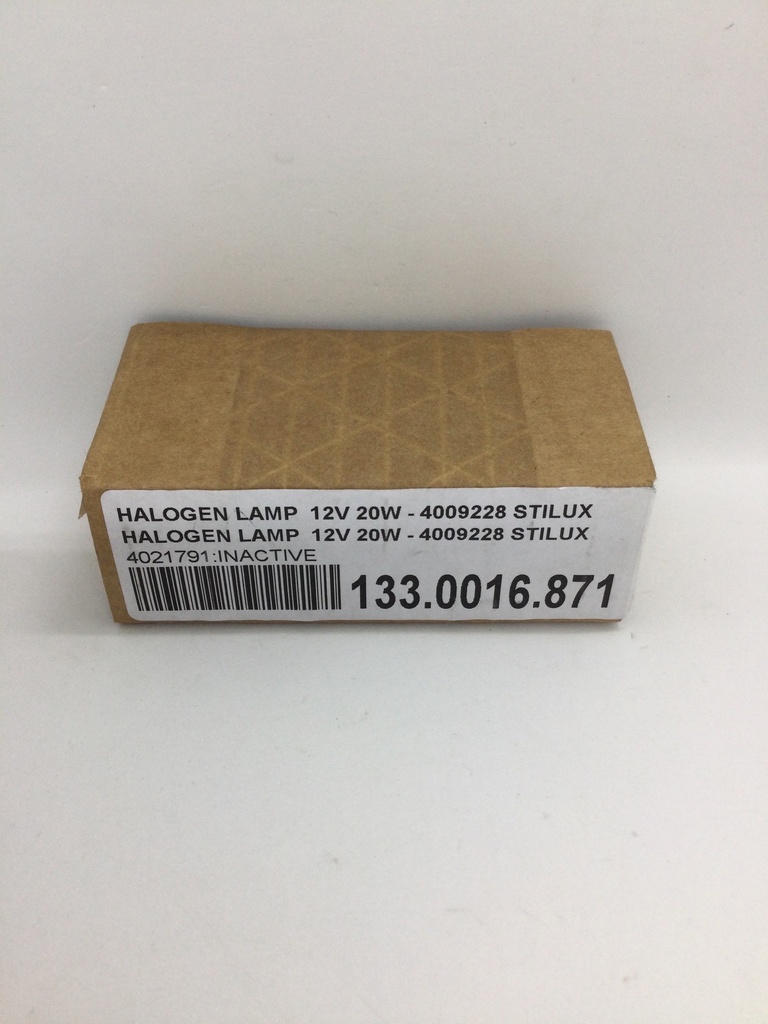 HALOGEN LAMP 12V 20W - 4009228 STILUX
HALOGEN LAMP 12V 20W - 4009228 STILUX
4021791:INACTIVE
133.0016.871